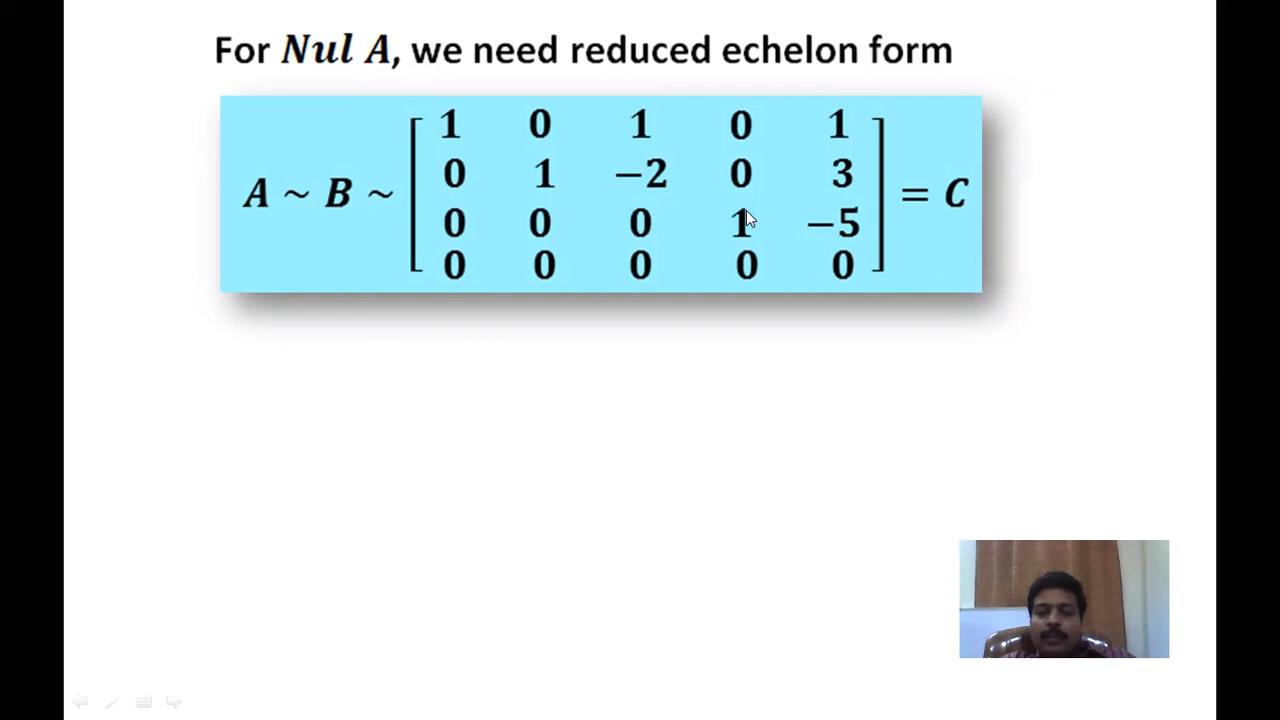 For Nul A, we need reduced echelon form
1 0 1 0 1
0 1 −2 0 3
A ~ B ~ = C
0 0 0 1 −5
0 0 0 0 0